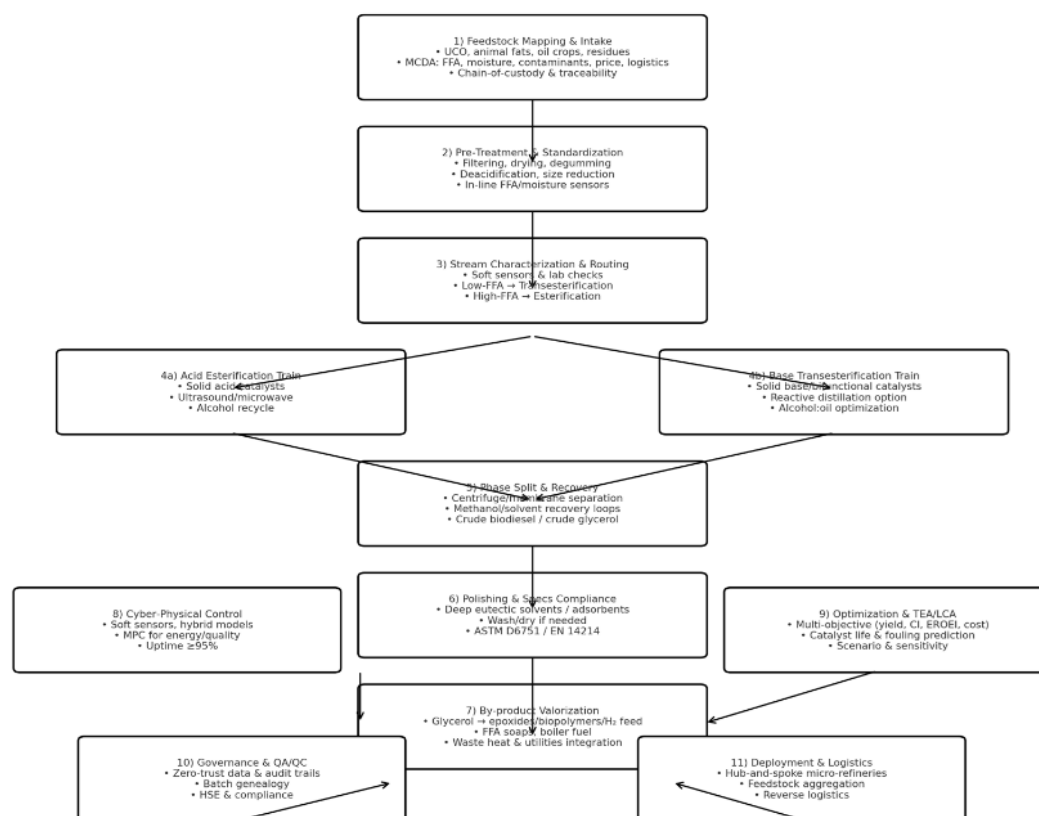 1) Feedstock Mapping & Intake
• UCO, animal fats, oil crops, residues
• MCDA: FFA, moisture, contaminants, price, logistics
• Chain-of-custody & traceability
2) Pre-Treatment & Standardization
• Filtering, drying, degumming
• Deacidification, size reduction
• In-line FFA/moisture sensors
3) Stream Characterization & Routing
• Soft sensors & lab checks
• Low-FFA → Transesterification
• High-FFA → Esterification
4a) Acid Esterification Train
• Solid acid catalysts
• Ultrasound/microwave
• Alcohol recycle
4b) Base Transesterification Train
• Solid base/bifunctional catalysts
• Reactive distillation option
• Alcohol:oil optimization
5) Phase Split & Recovery
• Centrifuge/membrane separation
• Methanol/solvent recovery loops
• Crude biodiesel / crude glycerol
6) Polishing & Specs Compliance
• Deep eutectic solvents / adsorbents
• Wash/dry if needed
• ASTM D6751 / EN 14214
8) Cyber-Physical Control
• Soft sensors, hybrid models
• MPC for energy/quality
• Uptime ≥95%
9) Optimization & TEA/LCA
• Multi-objective (yield, CI, EROEI, cost)
• Catalyst life & fouling prediction
• Scenario & sensitivity
7) By-product Valorization
• Glycerol → epoxides/biopolymers/H₂ feed
• FFA soaps, boiler fuel
• Waste heat & utilities integration
10) Governance & QA/QC
• Zero-trust data & audit trails
• Batch genealogy
• HSE & compliance
11) Deployment & Logistics
• Hub-and-spoke micro-refineries
• Feedstock aggregation
• Reverse logistics